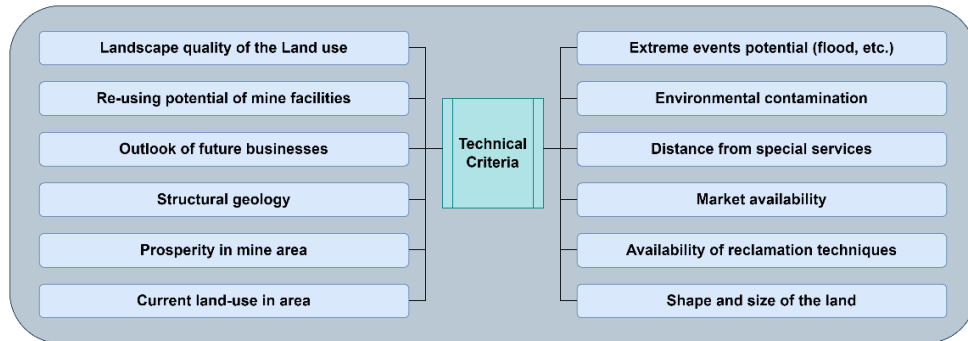 Landscape quality of the Land use
Re-using potential of mine facilities
Outlook of future businesses
Structural geology
Prosperity in mine area
Current land-use in area
Technical
Criteria
Extreme events potential (flood, etc.)
Environmental contamination
Distance from special services
Market availability
Availability of reclamation techniques
Shape and size of the land